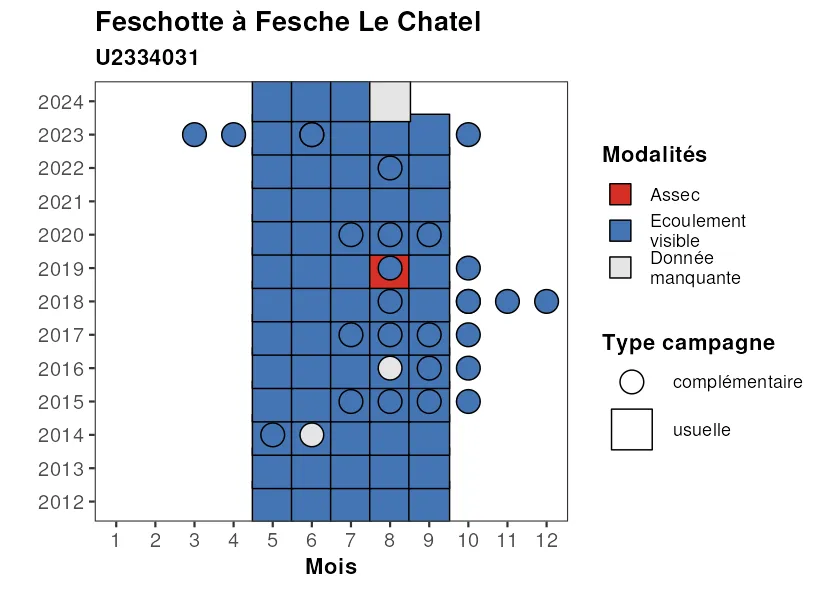 Feschotte à Fesche Le Chatel
U2334031
2024
2023
2022
2021
2020
2019
2018
2017
2016
2015
2014
2013
2012
1 2 3 4 5 6 7 8 9 10 11 12
Mois
Modalités
Assec
Ecoulement
visible
Donnée
manquante
Type campagne
complémentaire
usuelle